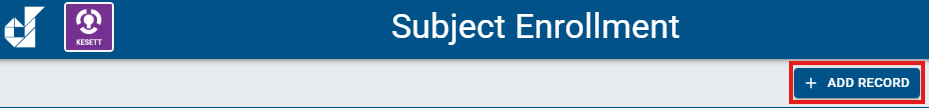 KESETT
Subject Enrollment
+ ADD RECORD